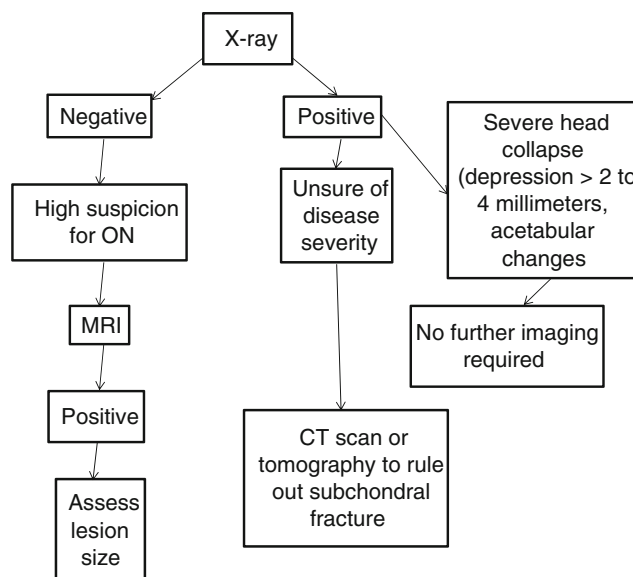 X-ray
Negative
Positive
Severe head
collapse
(depression > 2 to
4 millimeters,
acetabular
changes
High suspicion
for ON
Unsure of
disease
severity
MRI
No further imaging
required
Positive
CT scan or
tomography to rule
out subchondral
fracture
Assess
lesion
size